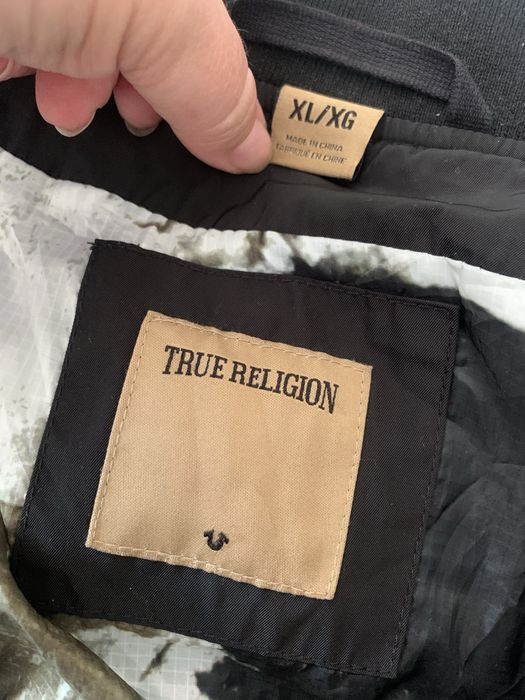 XL/XG
MADE IN CHINA
FABRIQUÉ EN CHINE
TRUE RELIGION